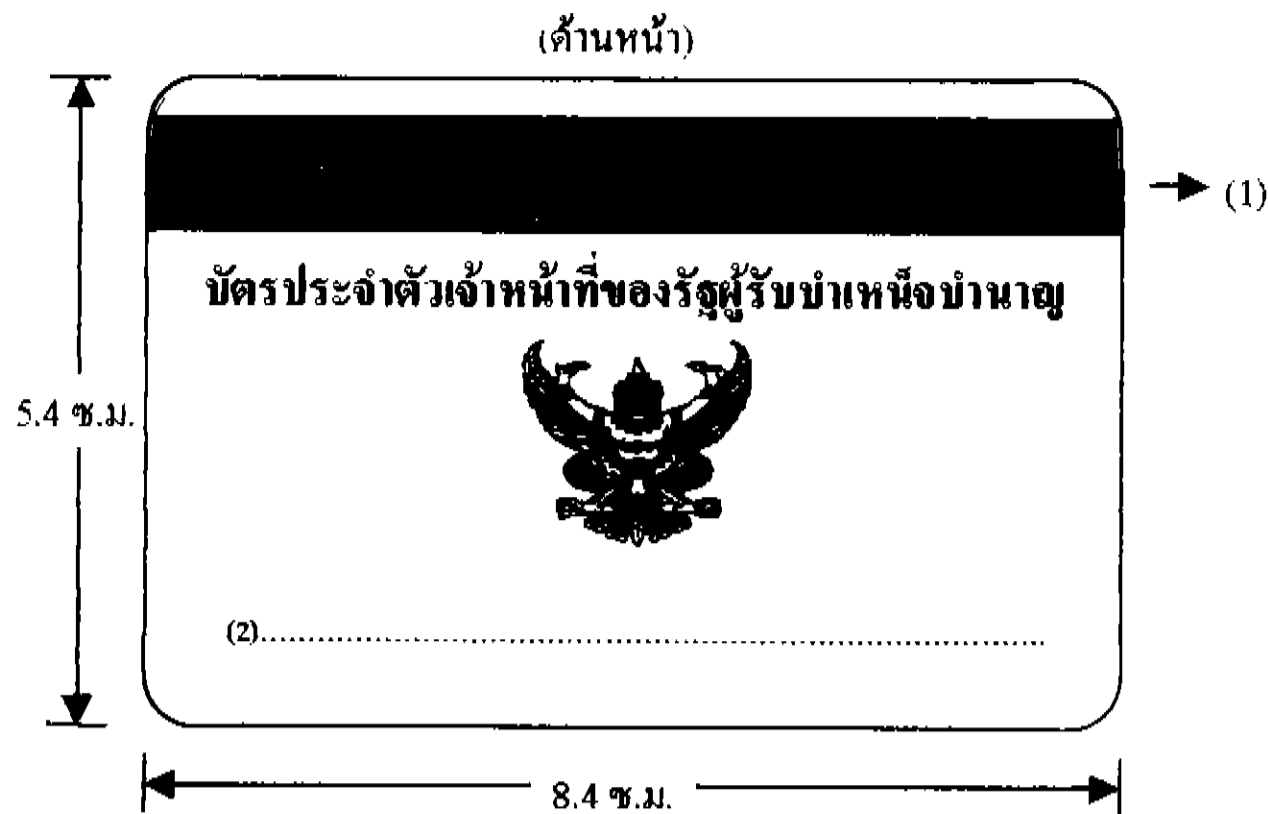 (ด้านหน้า)
(1)
บัตรประจำตัวเจ้าหน้าที่ของรัฐผู้รับบำเหน็จบำนาญ
5.4 ซ.ม.
(2)....................................................................................
8.4 ซ.ม.